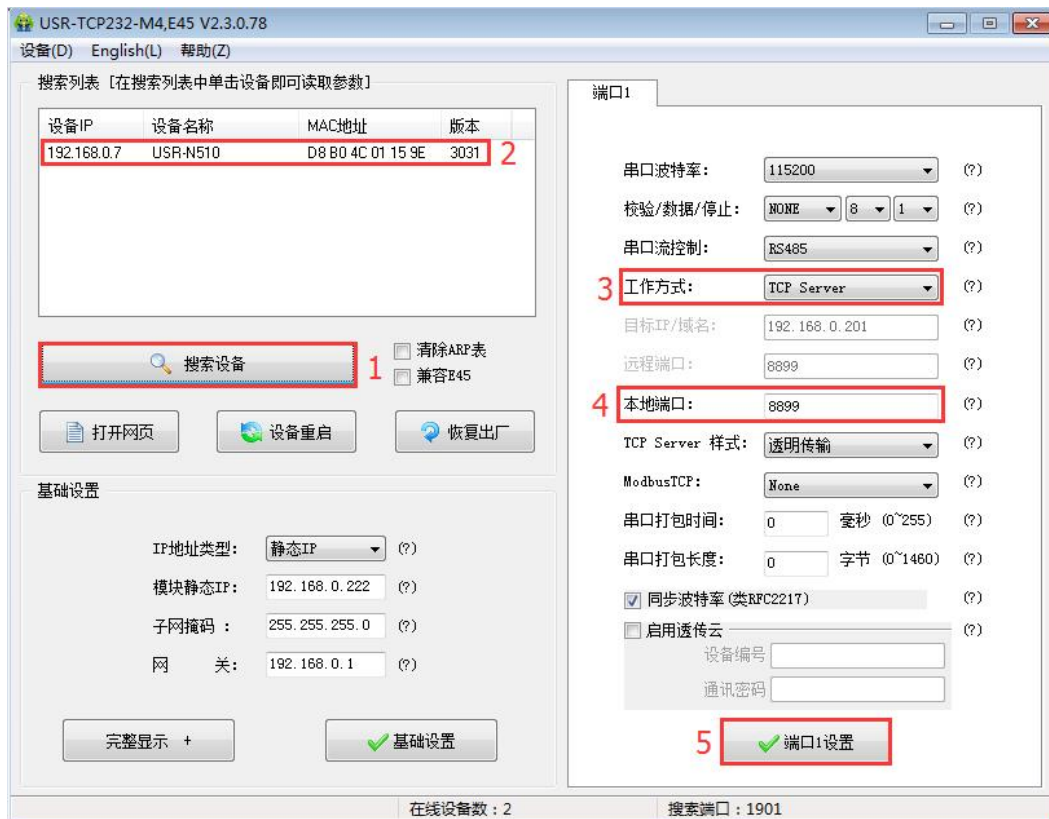 USR-TCP232-M4,E45 V2.3.0.78
设备(D) English(L) 帮助(Z)
搜索列表 [在搜索列表中单击设备即可读取参数]
设备IP 设备名称 MAC地址 版本
192.168.0.7 USR-N510 D8 B0 4C 01 15 9E 3031 2
搜索设备 1
清除ARP表
兼容E45
打开网页 设备重启 恢复出厂
基础设置
IP地址类型: 静态IP (?)
模块静态IP: 192.168.0.222 (?)
子网掩码 : 255.255.255.0 (?)
网 关: 192.168.0.1 (?)
完整显示 + 基础设置
端口1
串口波特率: 115200 (?)
校验/数据/停止: NONE 8 1 (?)
串口流控制: RS485 (?)
3 工作方式: TCP Server (?)
目标IP/域名: 192.168.0.201 (?)
远程端口: 8899 (?)
4 本地端口: 8899 (?)
TCP Server 样式: 透明传输 (?)
ModbusTCP: None (?)
串口打包时间: 0 毫秒 (0~255) (?)
串口打包长度: 0 字节 (0~1460) (?)
同步波特率(类RFC2217) (?)
启用透传云 (?)
设备编号
通讯密码
5 端口1设置
在线设备数:2 搜索端口:1901